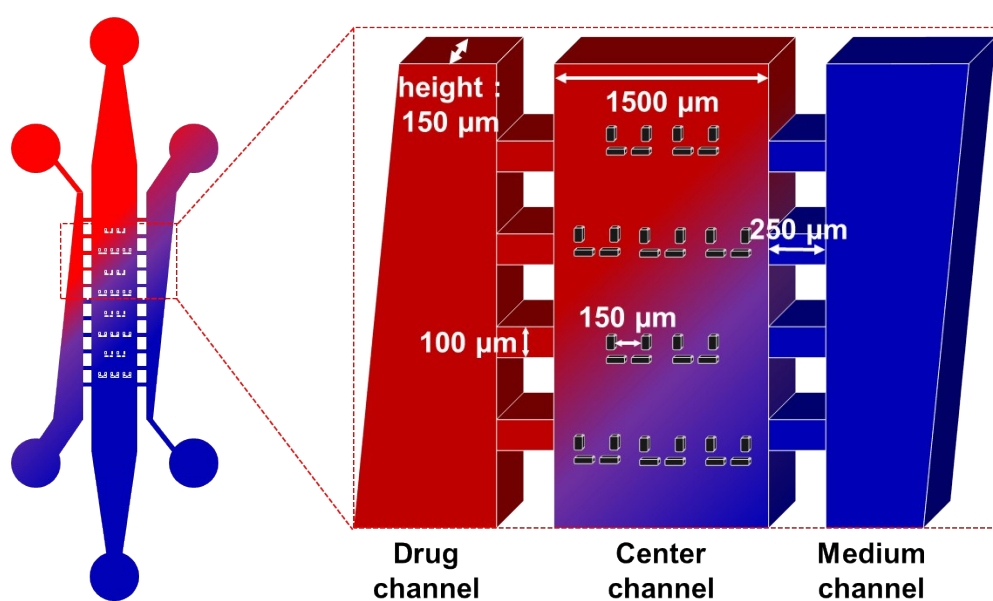 height :
150 µm
1500 µm
250 µm
150 µm
100 µm
Drug
channel
Center
channel
Medium
channel